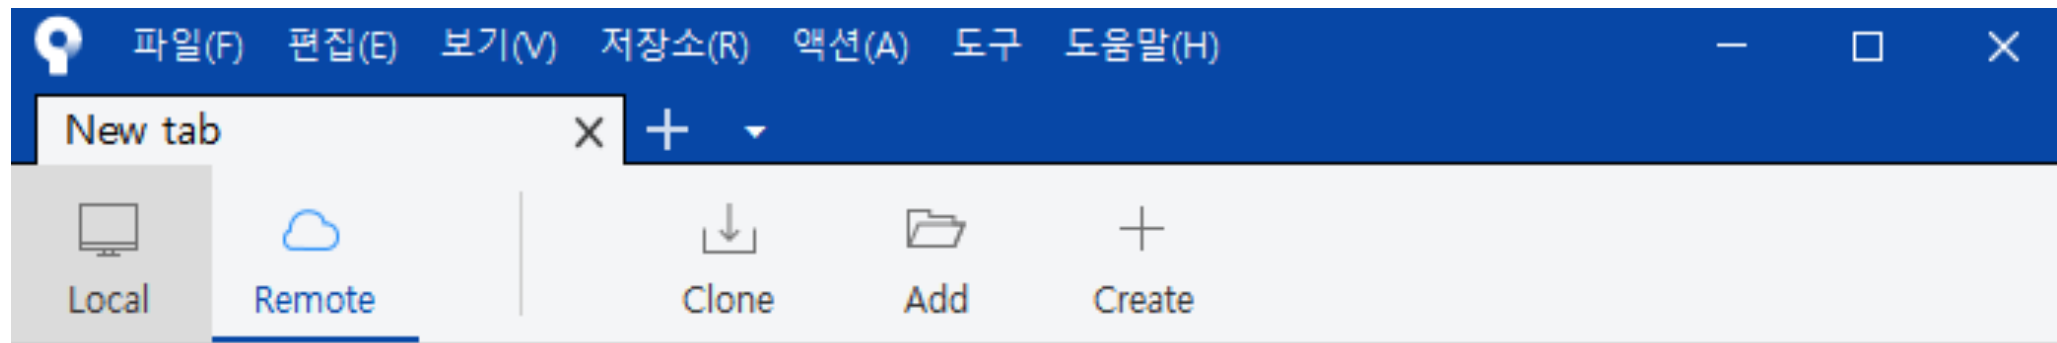 파일(F) 편집(E) 보기(V) 저장소(R) 액션(A) 도구 도움말(H)
New tab
Local Remote Clone Add Create